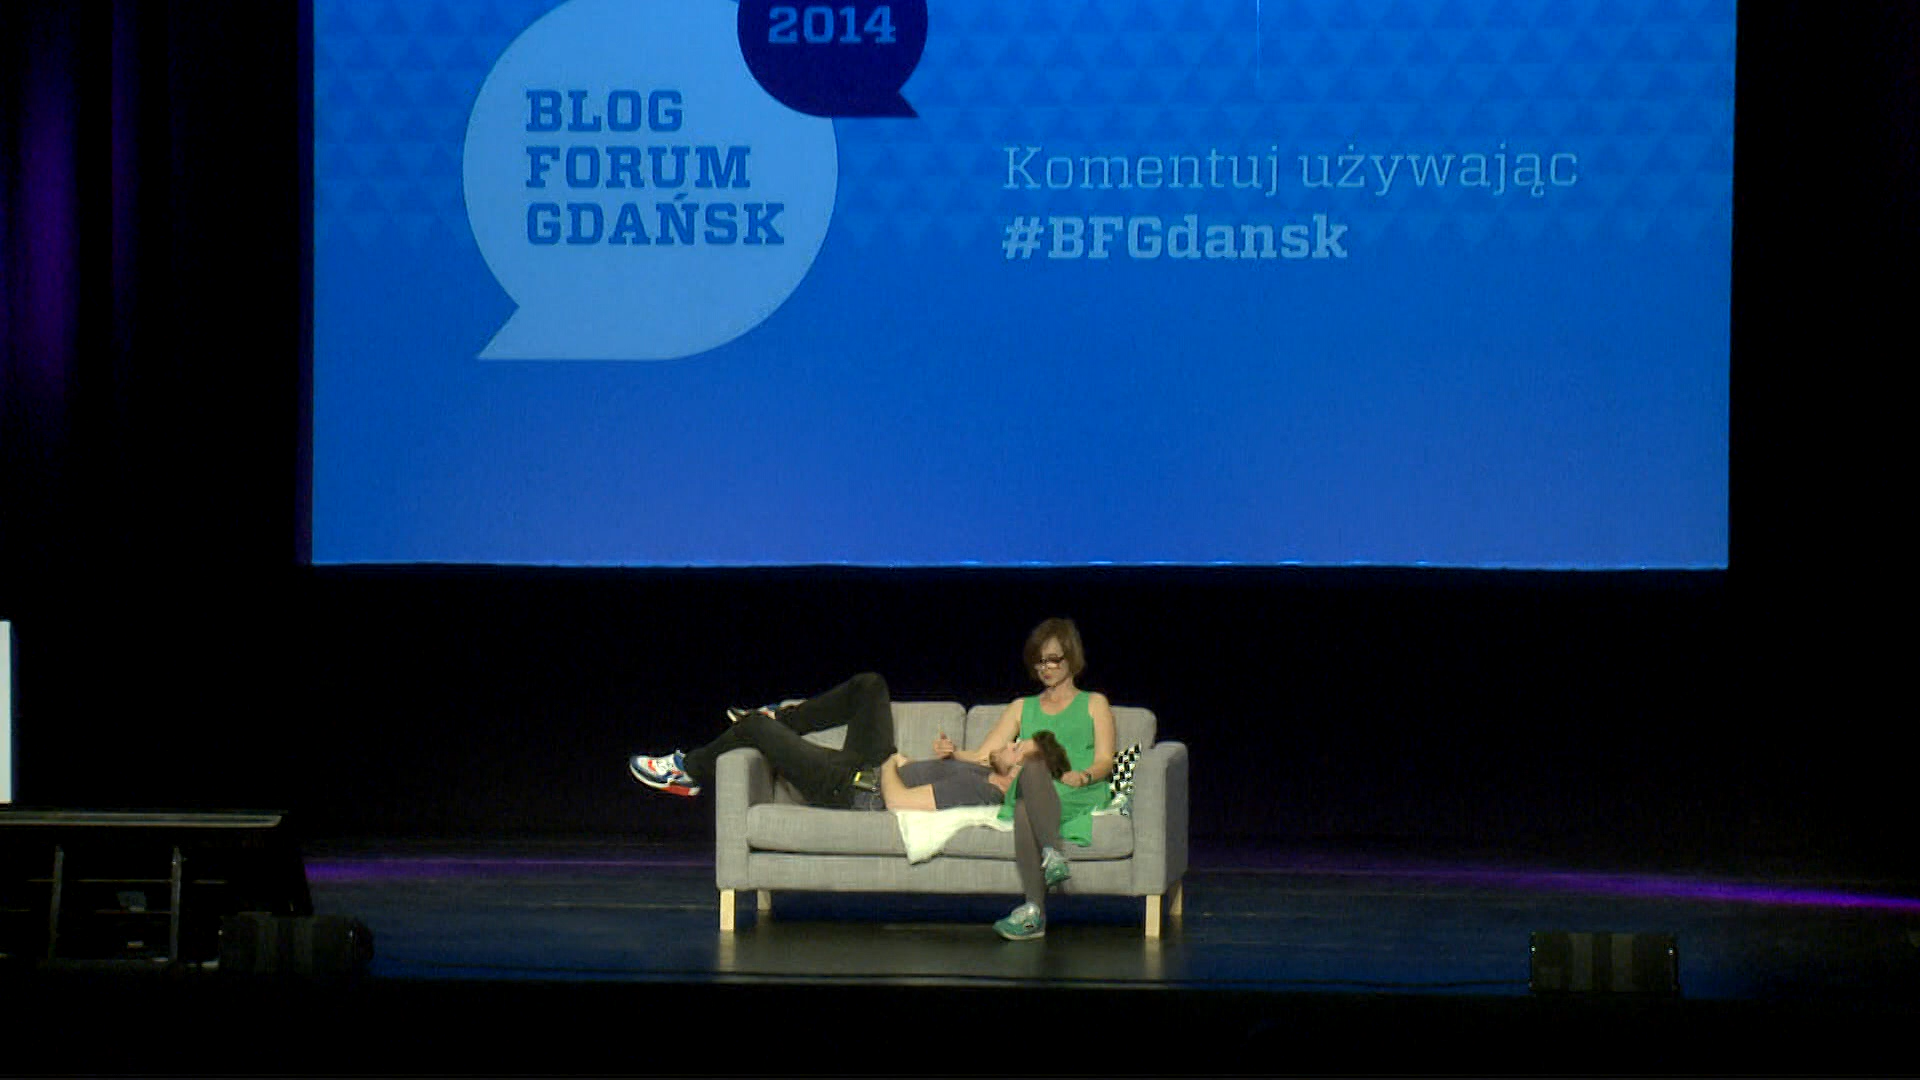 2014
BLOG
FORUM
GDAŃSK
Komentuj używając
#BFGdansk